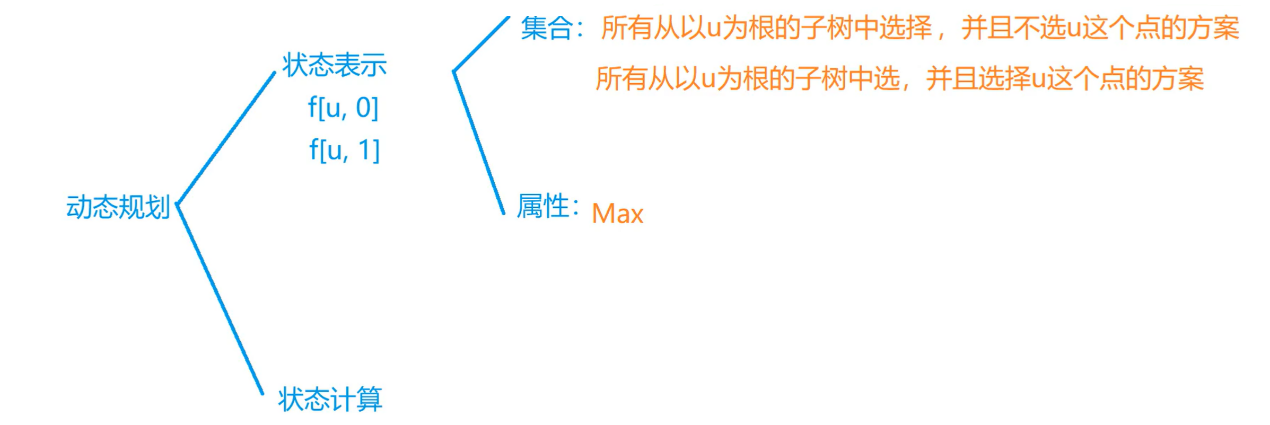 集合：所有从以u为根的子树中选择，并且不选u这个点的方案
所有从以u为根的子树中选，并且选择u这个点的方案
状态表示
f[u, 0]
f[u, 1]
动态规划
属性：Max
状态计算